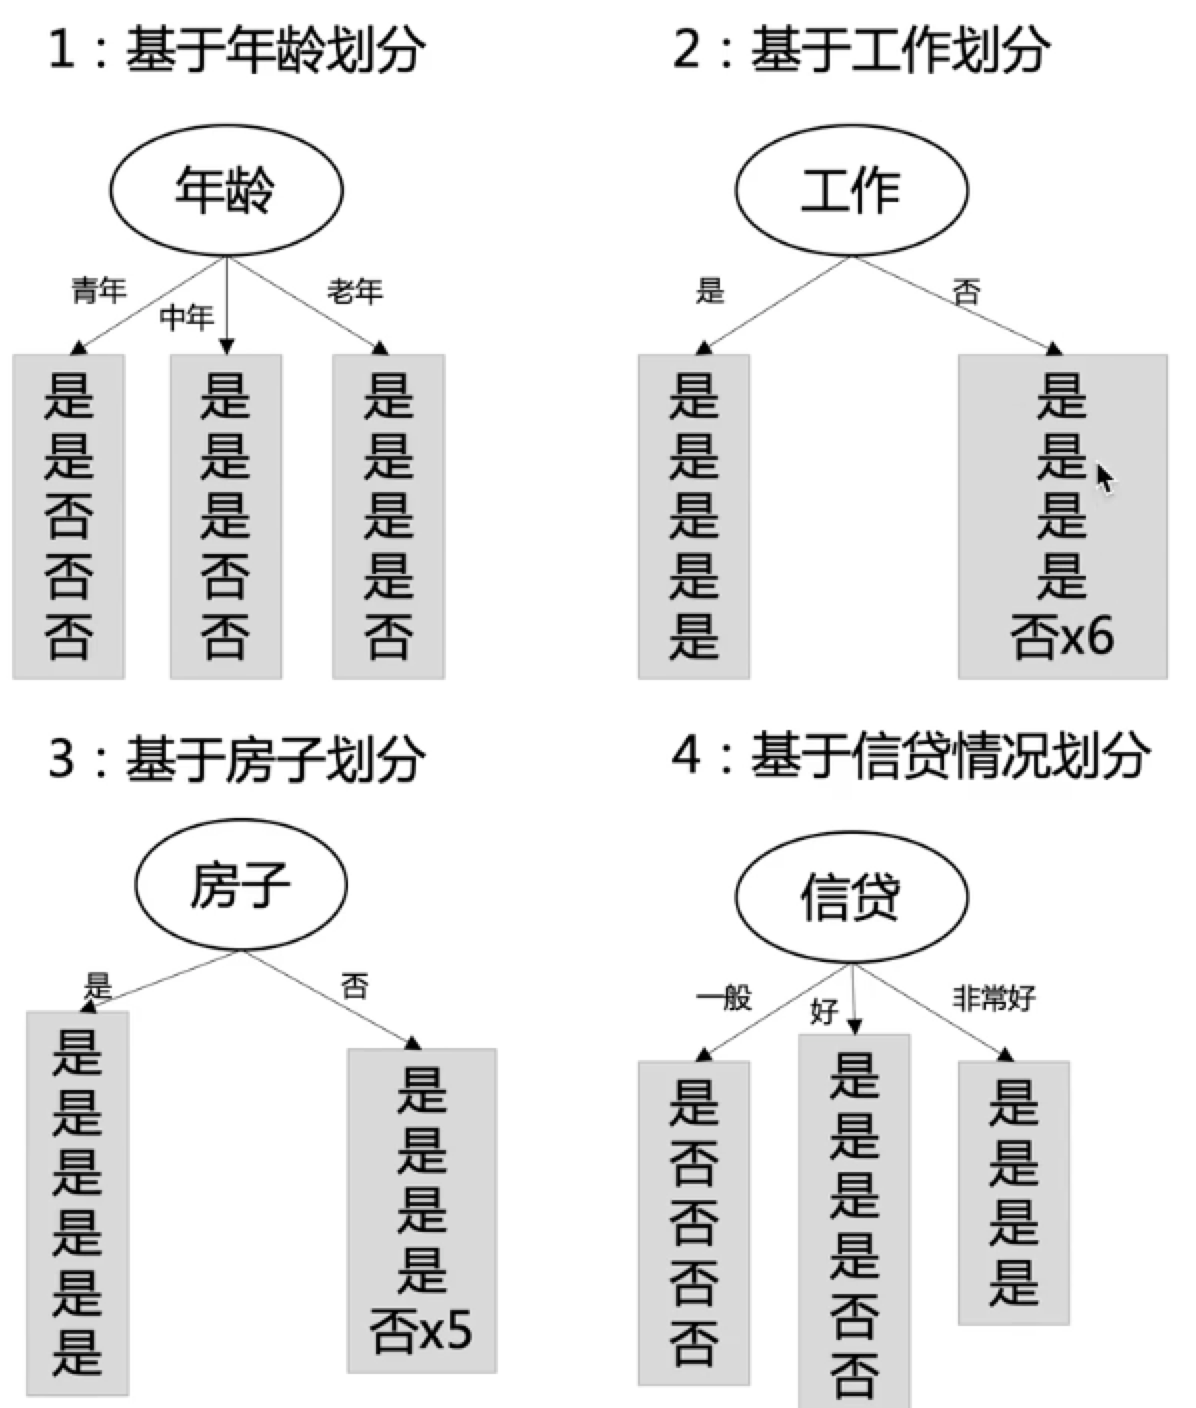 1：基于年龄划分
年龄
青年
中年
老年
是
是
否
否
否
是
是
是
否
否
是
是
是
是
否
2：基于工作划分
工作
是
否
是
是
是
是
是
是
是
是
是
否x6
3：基于房子划分
房子
是
否
是
是
是
是
是
是
是
是
是
是
否x5
4：基于信贷情况划分
信贷
一般
好
非常好
是
否
否
否
否
是
是
是
是
否
否
是
是
是
是